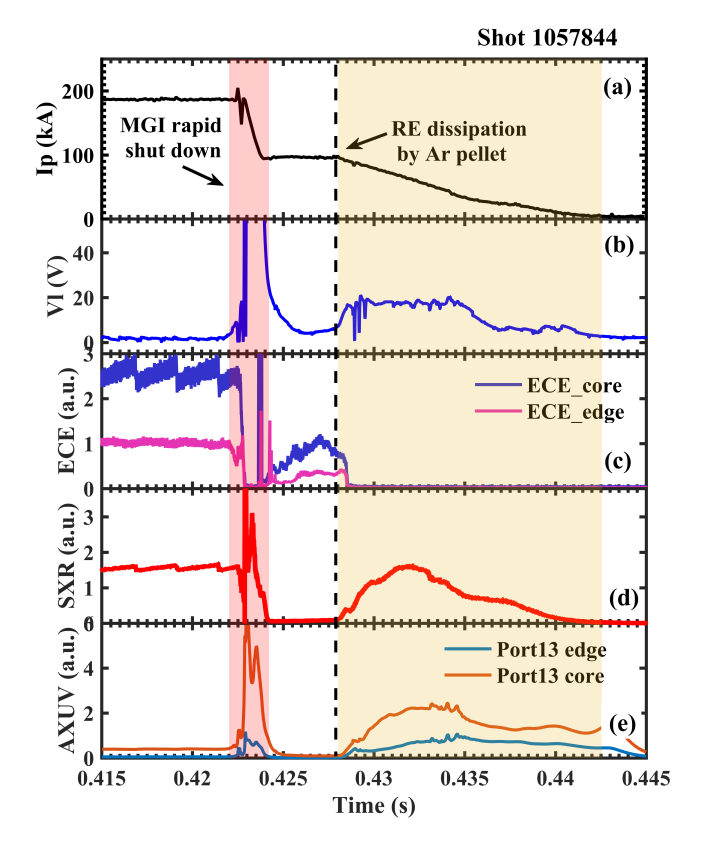 Shot 1057844
(a)
200
100
0
Ip (kA)
MGI rapid
shut down
RE dissipation
by Ar pellet
(b)
40
20
0
Vl (V)
3
2
1
0
ECE (a.u.)
ECE_core
ECE_edge
(c)
3
2
1
0
SXR (a.u.)
(d)
6
4
2
0
AXUV (a.u.)
Port13 edge
Port13 core
(e)
0.415 0.42 0.425 0.43 0.435 0.44 0.445
Time (s)